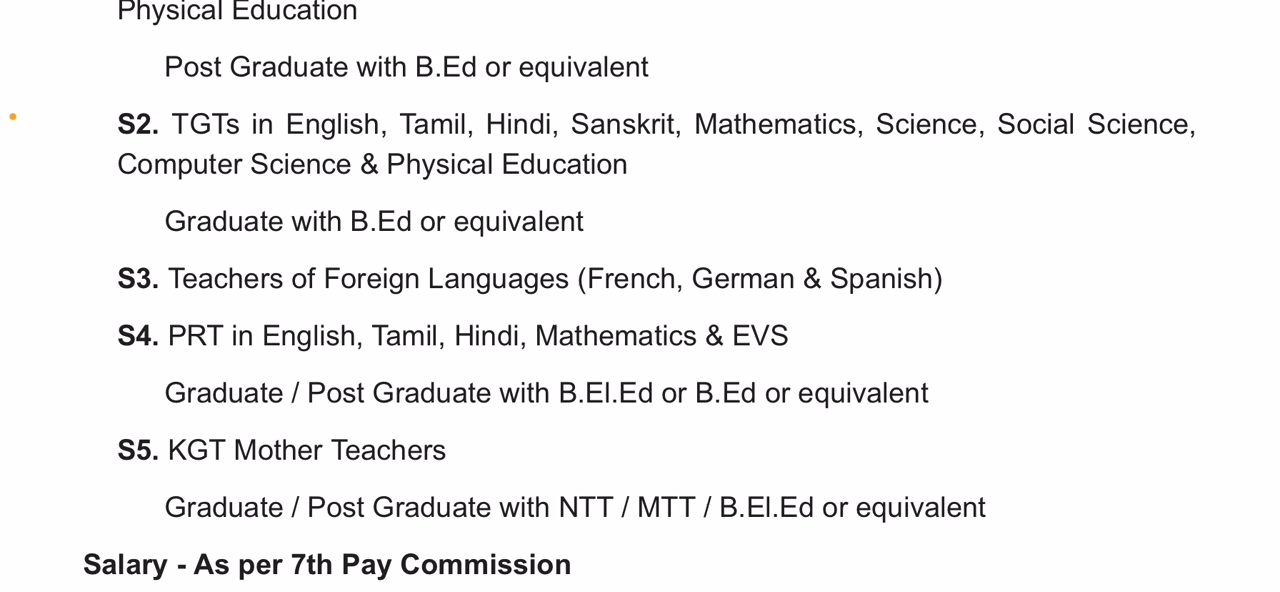 Physical Education
Post Graduate with B.Ed or equivalent
S2. TGTs in English, Tamil, Hindi, Sanskrit, Mathematics, Science, Social Science,
Computer Science & Physical Education
Graduate with B.Ed or equivalent
S3. Teachers of Foreign Languages (French, German & Spanish)
S4. PRT in English, Tamil, Hindi, Mathematics & EVS
Graduate / Post Graduate with B.El.Ed or B.Ed or equivalent
S5. KGT Mother Teachers
Graduate / Post Graduate with NTT / MTT / B.El.Ed or equivalent
Salary - As per 7th Pay Commission